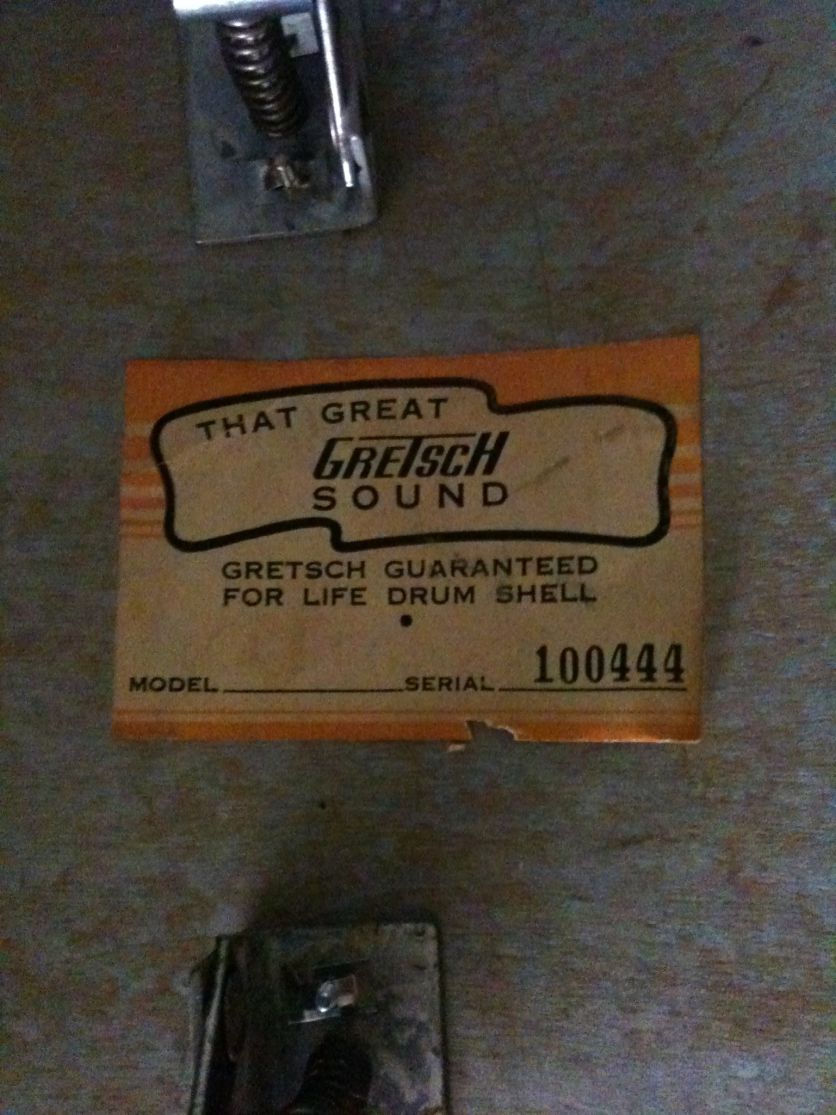 THAT GREAT
GRETSCH
SOUND
GRETSCH GUARANTEED
FOR LIFE DRUM SHELL
•
MODEL SERIAL 100444